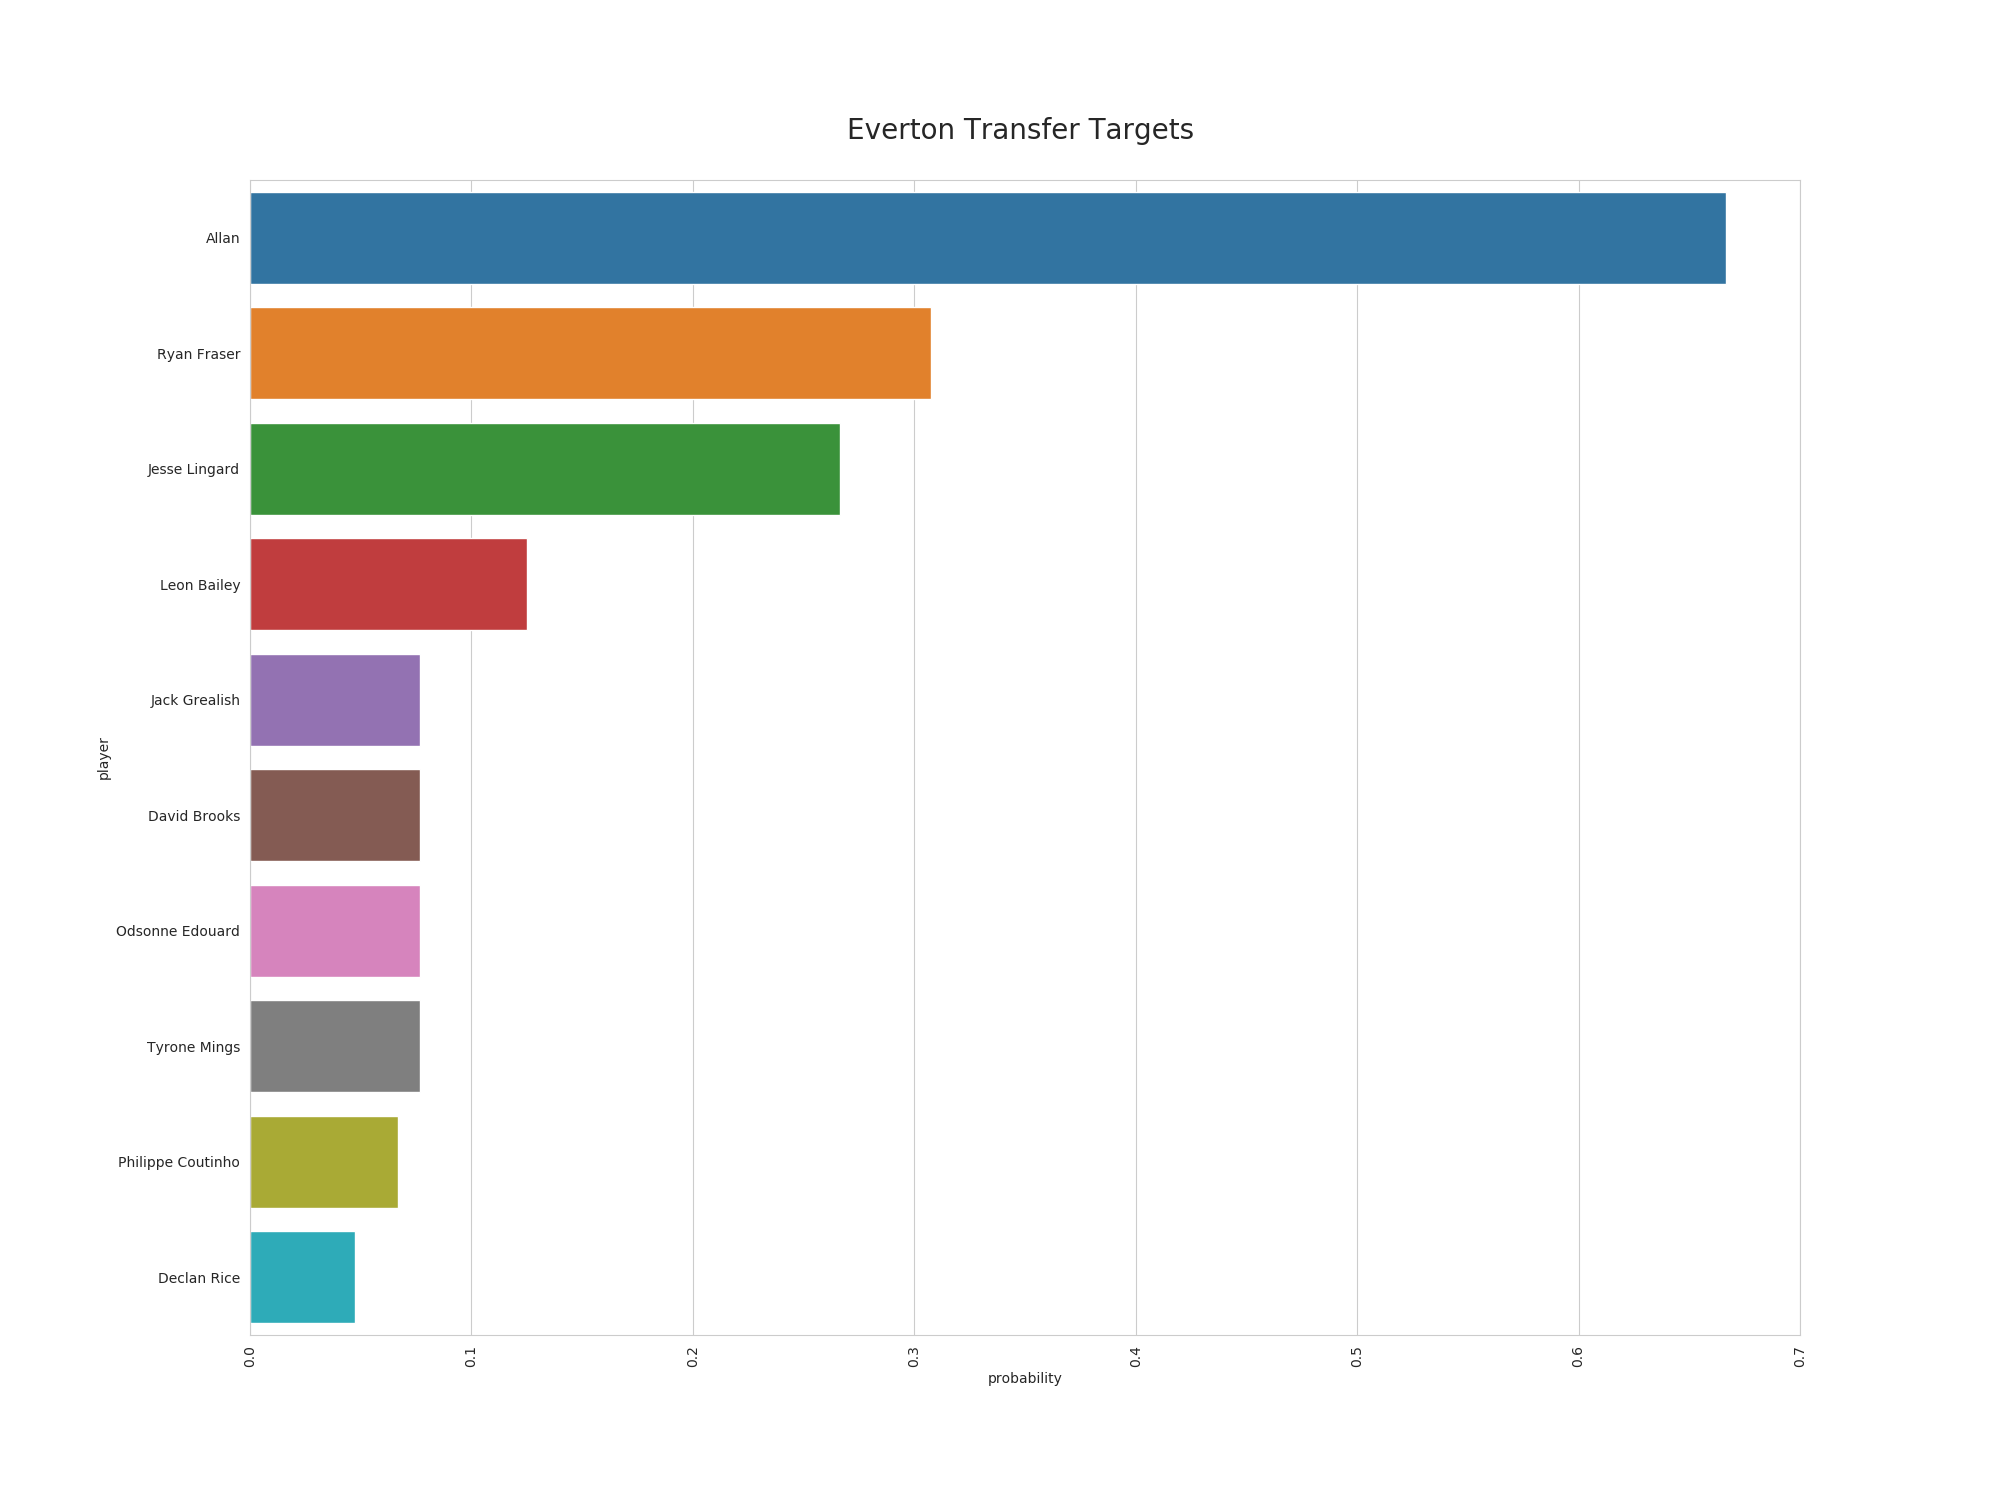 Everton Transfer Targets
Allan
Ryan Fraser
Jesse Lingard
Leon Bailey
Jack Grealish
David Brooks
Odsonne Edouard
Tyrone Mings
Philippe Coutinho
Declan Rice
player
0.0 0.1 0.2 0.3 0.4 0.5 0.6 0.7
probability